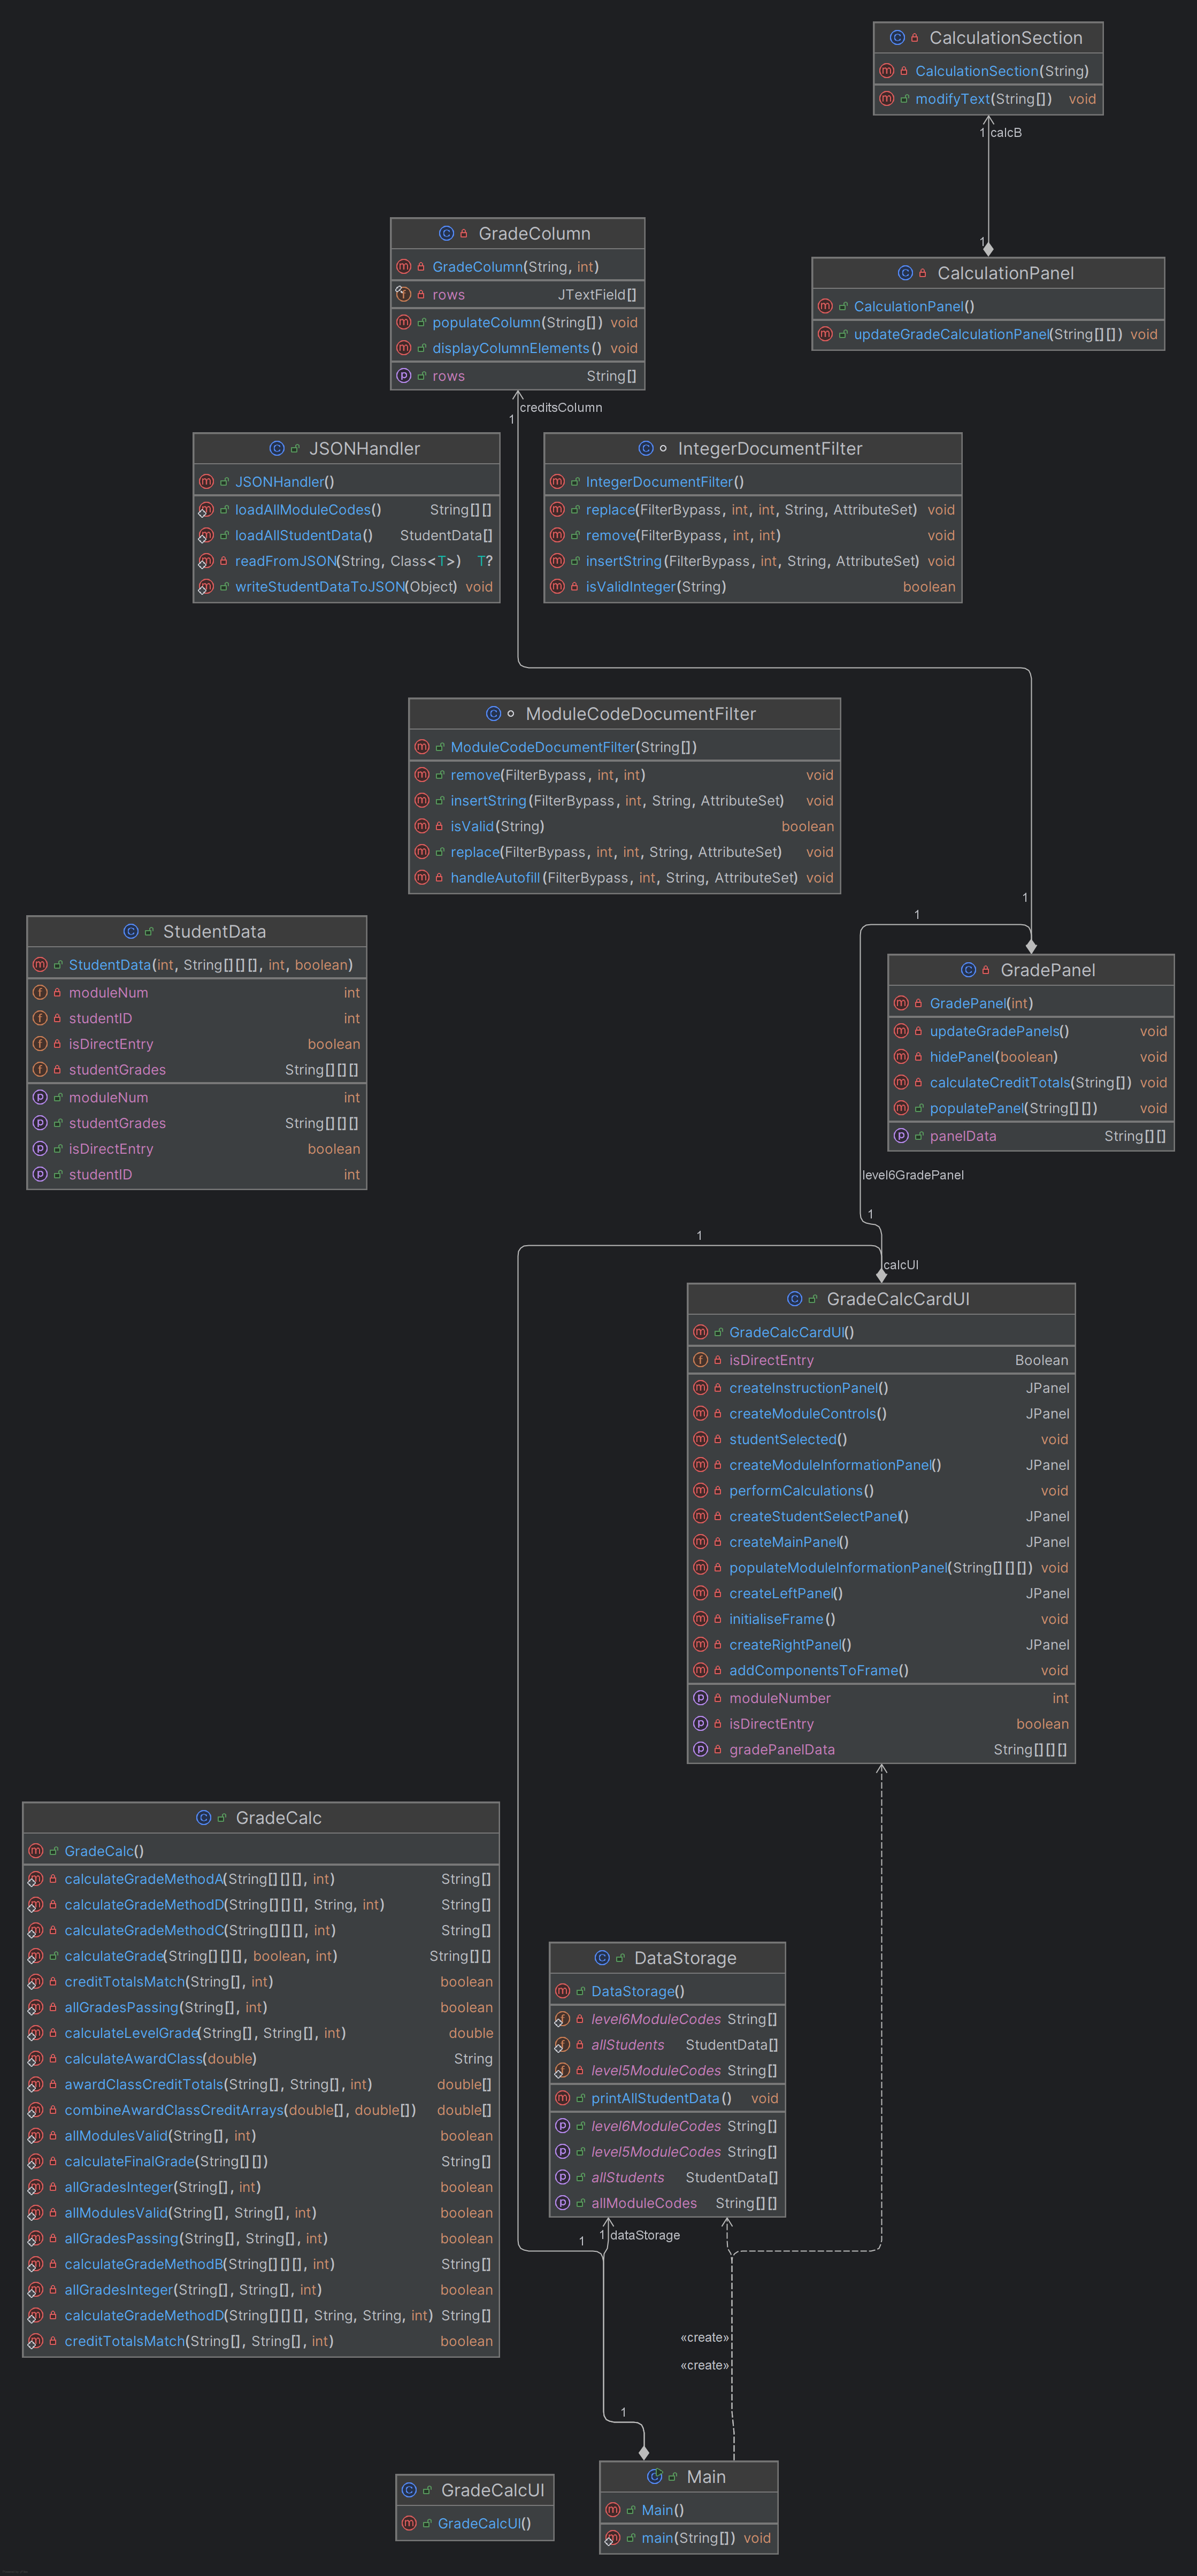 CalculationSection
CalculationSection(String)
modifyText(String[]) void
1 calcB
1
CalculationPanel
CalculationPanel()
updateGradeCalculationPanel(String[][]) void
GradeColumn
GradeColumn(String, int)
rows JTextField[]
populateColumn(String[]) void
displayColumnElements() void
rows String[]
creditsColumn
1
JSONHandler
JSONHandler()
loadAllModuleCodes() String[][]
loadAllStudentData() StudentData[]
readFromJSON(String, Class<T>) T?
writeStudentDataToJSON(Object) void
IntegerDocumentFilter
IntegerDocumentFilter()
replace(FilterBypass, int, int, String, AttributeSet) void
remove(FilterBypass, int, int) void
insertString(FilterBypass, int, String, AttributeSet) void
isValidInteger(String) boolean
ModuleCodeDocumentFilter
ModuleCodeDocumentFilter(String[])
remove(FilterBypass, int, int) void
insertString(FilterBypass, int, String, AttributeSet) void
isValid(String) boolean
replace(FilterBypass, int, int, String, AttributeSet) void
handleAutofill(FilterBypass, int, String, AttributeSet) void
StudentData
StudentData(int, String[][][], int, boolean)
moduleNum int
studentID int
isDirectEntry boolean
studentGrades String[][][]
moduleNum int
studentGrades String[][][]
isDirectEntry boolean
studentID int
1
1
GradePanel
GradePanel(int)
updateGradePanels() void
hidePanel(boolean) void
calculateCreditTotals(String[]) void
populatePanel(String[][]) void
panelData String[][]
level6GradePanel
1
1
calcUI
GradeCalcCardUI
GradeCalcCardUI()
isDirectEntry Boolean
createInstructionPanel() JPanel
createModuleControls() JPanel
studentSelected() void
createModuleInformationPanel() JPanel
performCalculations() void
createStudentSelectPanel() JPanel
createMainPanel() JPanel
populateModuleInformationPanel(String[][][]) void
createLeftPanel() JPanel
initialiseFrame() void
createRightPanel() JPanel
addComponentsToFrame() void
moduleNumber int
isDirectEntry boolean
gradePanelData String[][][]
GradeCalc
GradeCalc()
calculateGradeMethodA(String[][][], int) String[]
calculateGradeMethodD(String[][][], String, int) String[]
calculateGradeMethodC(String[][][], int) String[]
calculateGrade(String[][][], boolean, int) String[][]
creditTotalsMatch(String[], int) boolean
allGradesPassing(String[], int) boolean
calculateLevelGrade(String[], String[], int) double
calculateAwardClass(double) String
awardClassCreditTotals(String[], String[], int) double[]
combineAwardClassCreditArrays(double[], double[]) double[]
allModulesValid(String[], int) boolean
calculateFinalGrade(String[][]) String[]
allGradesInteger(String[], int) boolean
allModulesValid(String[], String[], int) boolean
allGradesPassing(String[], String[], int) boolean
calculateGradeMethodB(String[][][], int) String[]
allGradesInteger(String[], String[], int) boolean
calculateGradeMethodD(String[][][], String, String, int) String[]
creditTotalsMatch(String[], String[], int) boolean
DataStorage
DataStorage()
level6ModuleCodes String[]
allStudents StudentData[]
level5ModuleCodes String[]
printAllStudentData() void
level6ModuleCodes String[]
level5ModuleCodes String[]
allStudents StudentData[]
allModuleCodes String[][]
1 1 dataStorage
«create»
«create»
1
GradeCalcUI
GradeCalcUI()
Main
Main()
main(String[]) void